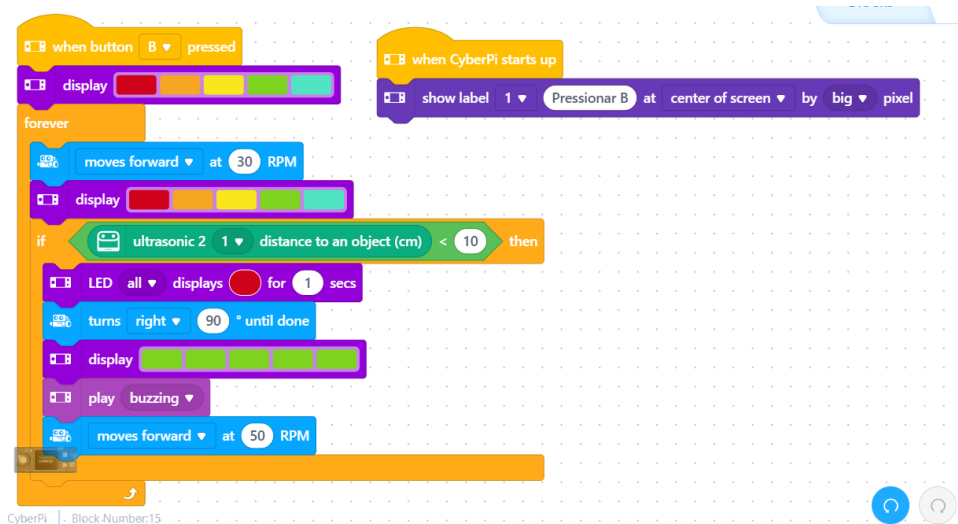 when button B pressed
display
forever
moves forward at 30 RPM
display
if ultrasonic 2 1 distance to an object (cm) < 10 then
LED all displays for 1 secs
turns right 90 ° until done
display
play buzzing
moves forward at 50 RPM
when CyberPi starts up
show label 1 Pressionar B at center of screen by big pixel
CyberPi | Block Number:15